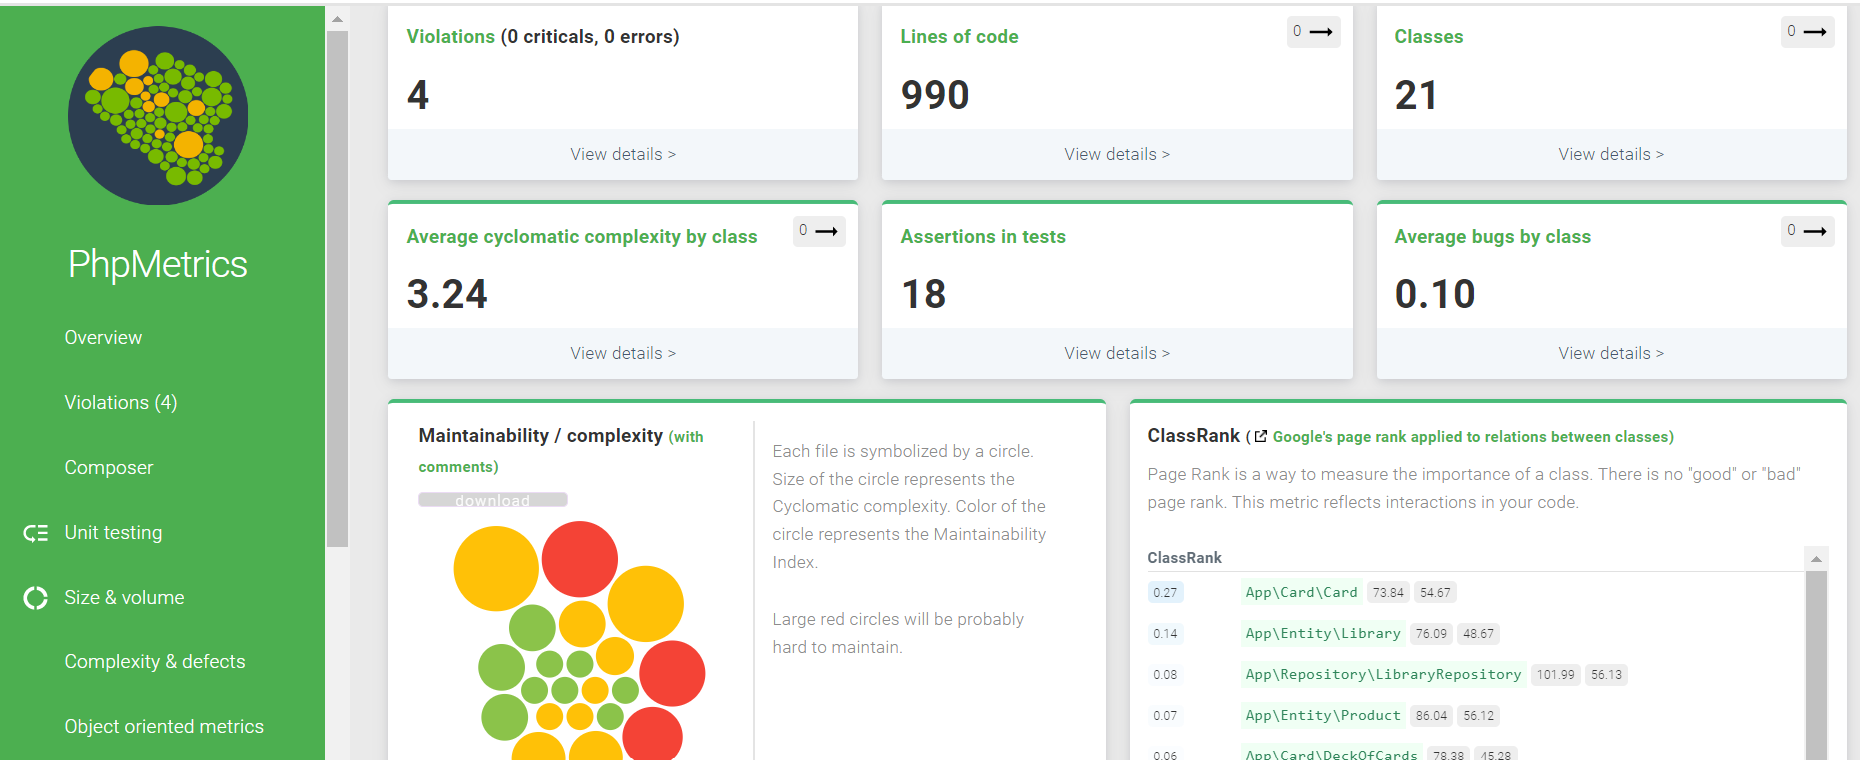 PhpMetrics
Overview
Violations (4)
Composer
Unit testing
Size & volume
Complexity & defects
Object oriented metrics
Violations (0 criticals, 0 errors)
4
View details >
Lines of code
0
990
View details >
Classes
0
21
View details >
Average cyclomatic complexity by class
0
3.24
View details >
Assertions in tests
18
View details >
Average bugs by class
0
0.10
View details >
Maintainability / complexity (with
comments)
download
Each file is symbolized by a circle.
Size of the circle represents the
Cyclomatic complexity. Color of the
circle represents the Maintainability
Index.
Large red circles will be probably
hard to maintain.
ClassRank ( Google's page rank applied to relations between classes)
Page Rank is a way to measure the importance of a class. There is no "good" or "bad"
page rank. This metric reflects interactions in your code.
ClassRank
0.27 App\Card\Card 73.84 54.67
0.14 App\Entity\Library 76.09 48.67
0.08 App\Repository\LibraryRepository 101.99 56.13
0.07 App\Entity\Product 86.04 56.12
0.06 App\Card\DeckOfCards 78.38 45.28